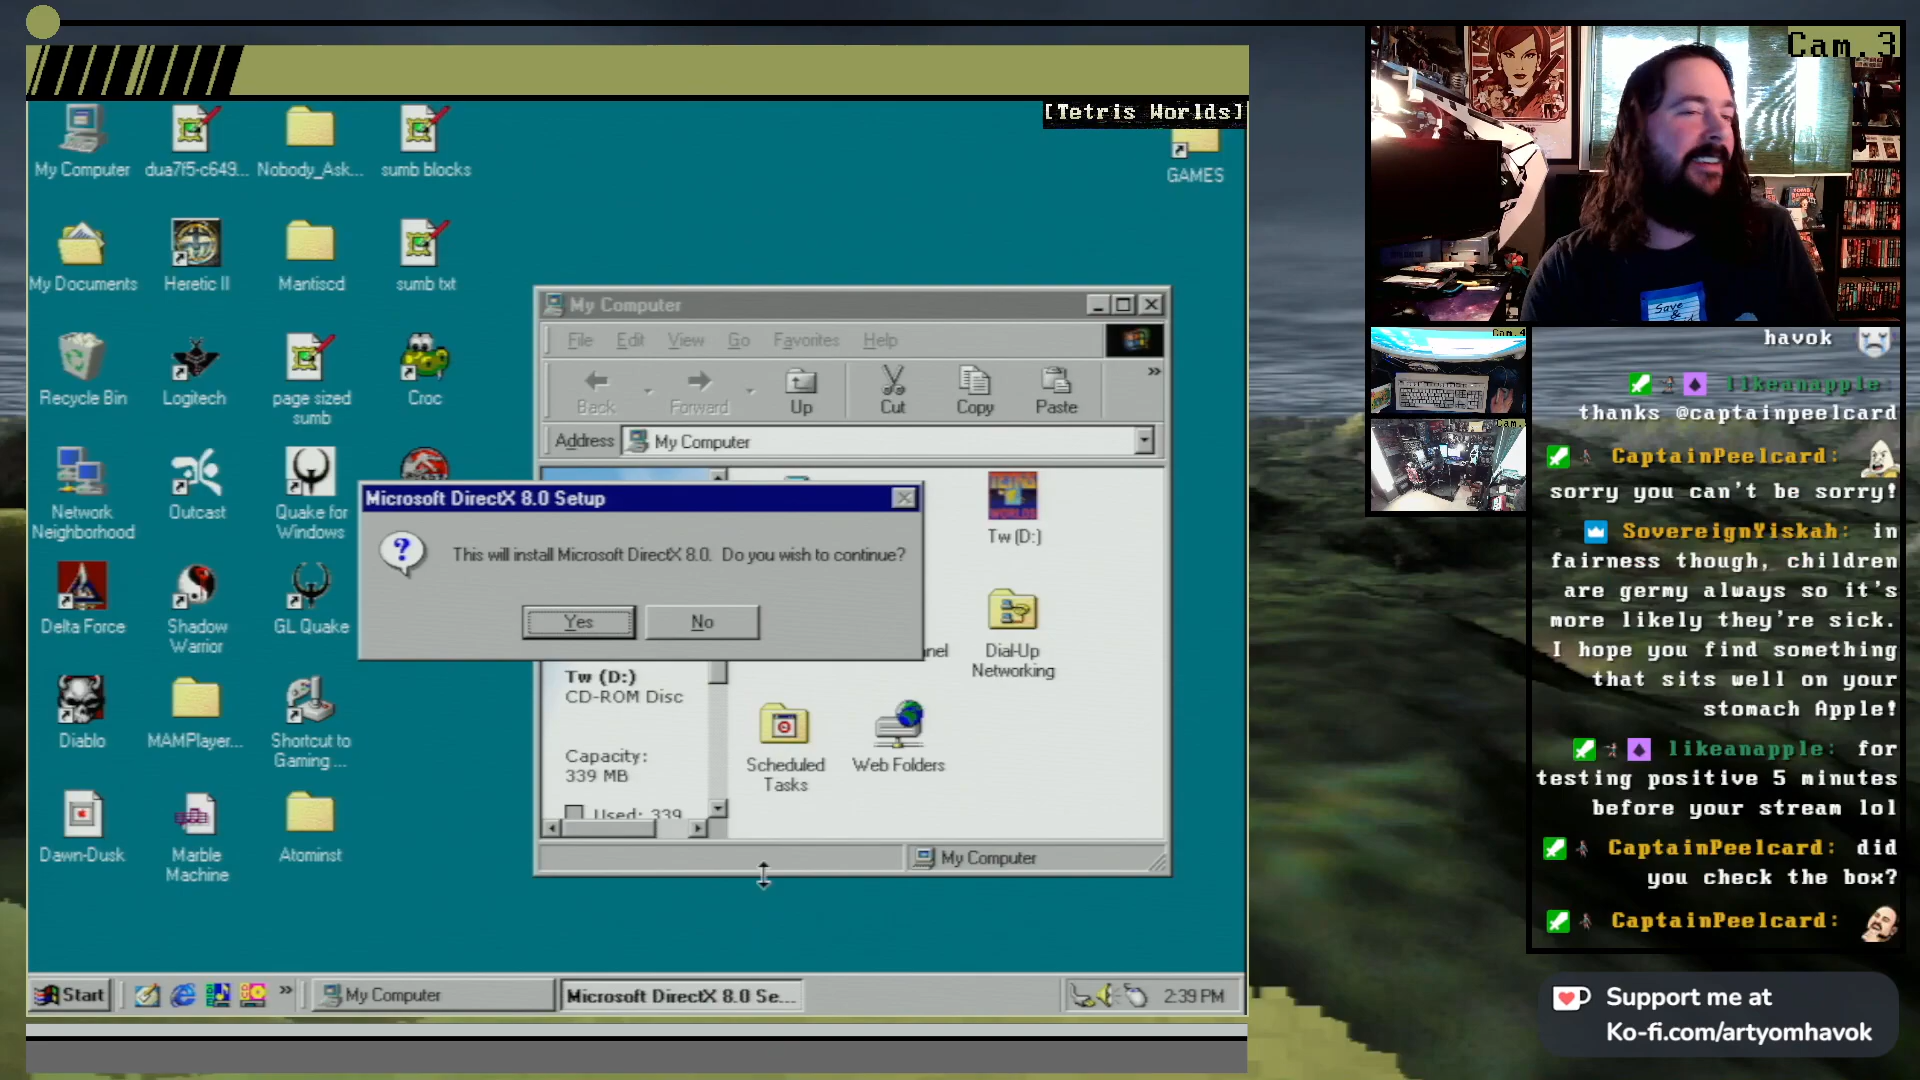 [Tetris Worlds]
My Computer
dua7f5-c649...
Nobody_Ask...
sumb blocks
GAMES
My Documents
Heretic II
Mantiscd
sumb txt
Recycle Bin
Logitech
page sized
sumb
Croc
Network
Neighborhood
Outcast
Quake for
Windows
Delta Force
Shadow
Warrior
GL Quake
Diablo
MAMPlayer...
Shortcut to
Gaming ...
Dawn-Dusk
Marble
Machine
Atominst
My Computer
File Edit View Go Favorites Help
Back Forward Up Cut Copy Paste
Address My Computer
Tw (D:)
Dial-Up
Networking
Tw (D:)
CD-ROM Disc
Capacity:
339 MB
Used: 339
Scheduled
Tasks
Web Folders
My Computer
Microsoft DirectX 8.0 Setup
This will install Microsoft DirectX 8.0. Do you wish to continue?
Yes
No
Start
My Computer
Microsoft DirectX 8.0 Se...
2:39 PM
Cam.3
Save
Cam.4
havok
likeanapple:
thanks @captainpeelcard
CaptainPeelcard:
sorry you can't be sorry!
SovereignYiskah: in
fairness though, children
are germy always so it's
more likely they're sick.
I hope you find something
that sits well on your
stomach Apple!
likeanapple: for
testing positive 5 minutes
before your stream lol
CaptainPeelcard: did
you check the box?
CaptainPeelcard:
Support me at
Ko-fi.com/artyomhavok